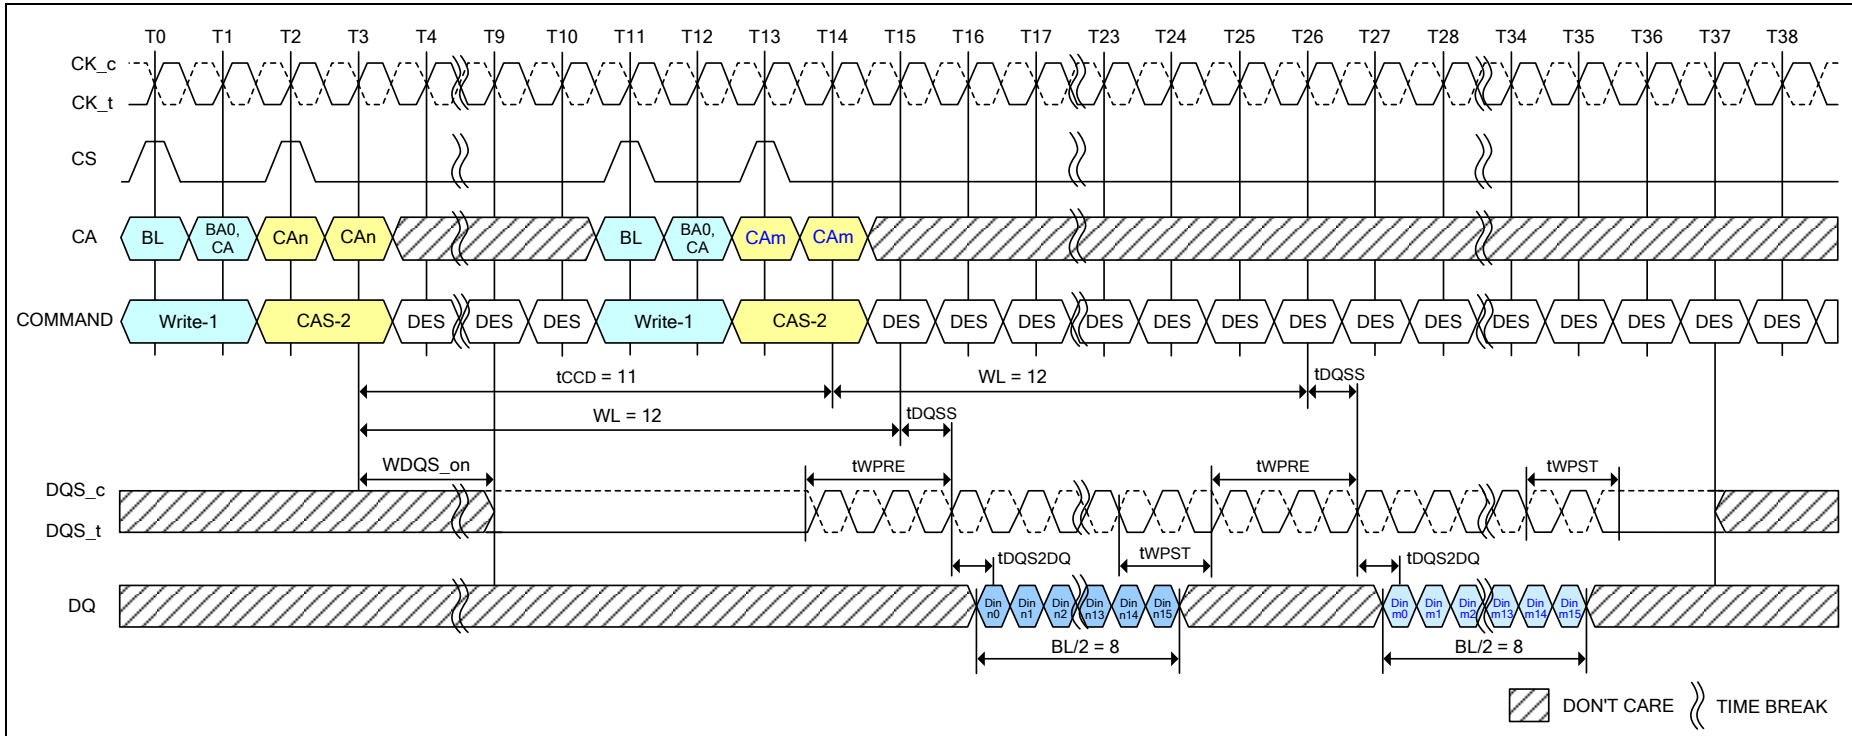 T0 T1 T2 T3 T4 T9 T10 T11 T12 T13 T14 T15 T16 T17 T23 T24 T25 T26 T27 T28 T34 T35 T36 T37 T38
CK_c
CK_t
CS
CA BL BA0, CA CAn CAn BL BA0, CA CAm CAm
COMMAND Write-1 CAS-2 DES DES DES Write-1 CAS-2 DES DES DES DES DES DES DES DES DES DES DES DES DES DES
tCCD = 11 WL = 12 tDQSS
WL = 12 tDQSS
WDQS_on tWPRE tWPRE tWPST
DQS_c
DQS_t
tDQS2DQ tWPST tDQS2DQ
DQ Din n0 Din n1 Din n2 Din n13 Din n14 Din n15 Din m0 Din m1 Din m2 Din m13 Din m14 Din m15
BL/2 = 8 BL/2 = 8
DON'T CARE TIME BREAK